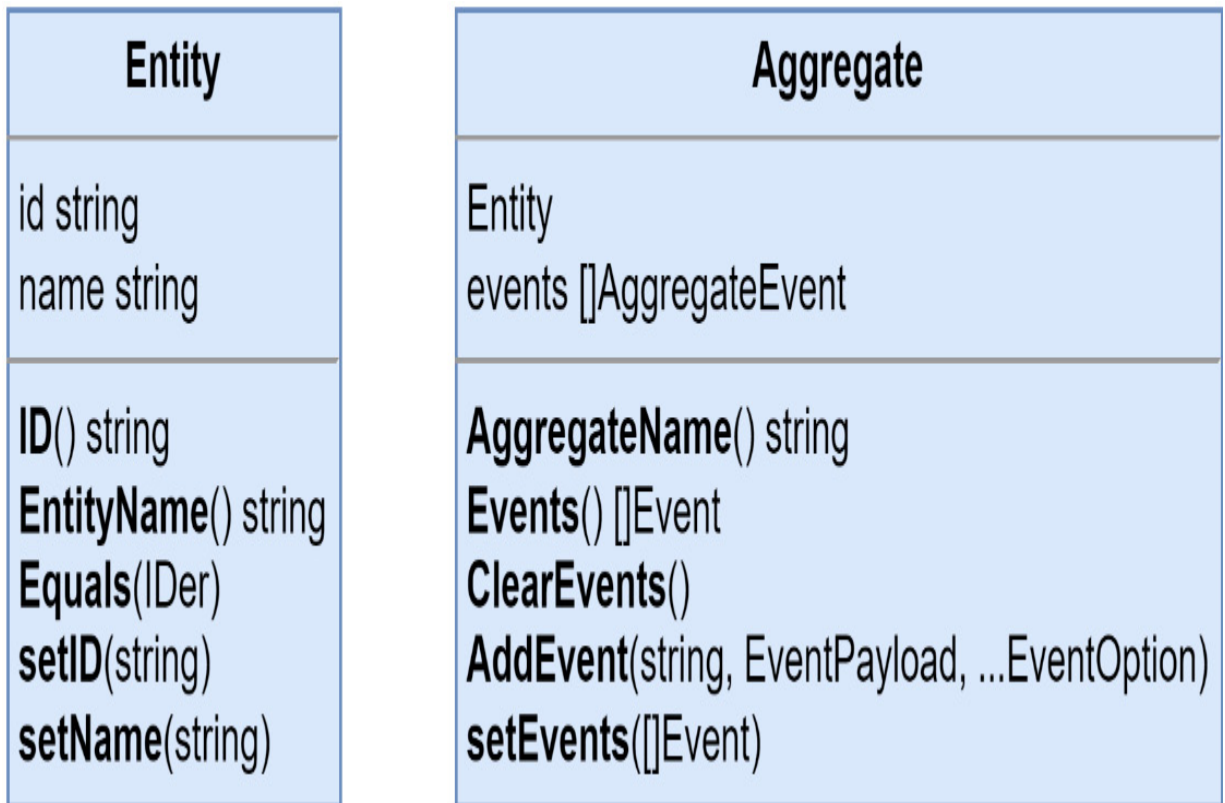 Entity
id string
name string
ID() string
EntityName() string
Equals(IDer)
setID(string)
setName(string)
Aggregate
Entity
events []AggregateEvent
AggregateName() string
Events() []Event
ClearEvents()
AddEvent(string, EventPayload, ...EventOption)
setEvents([]Event)